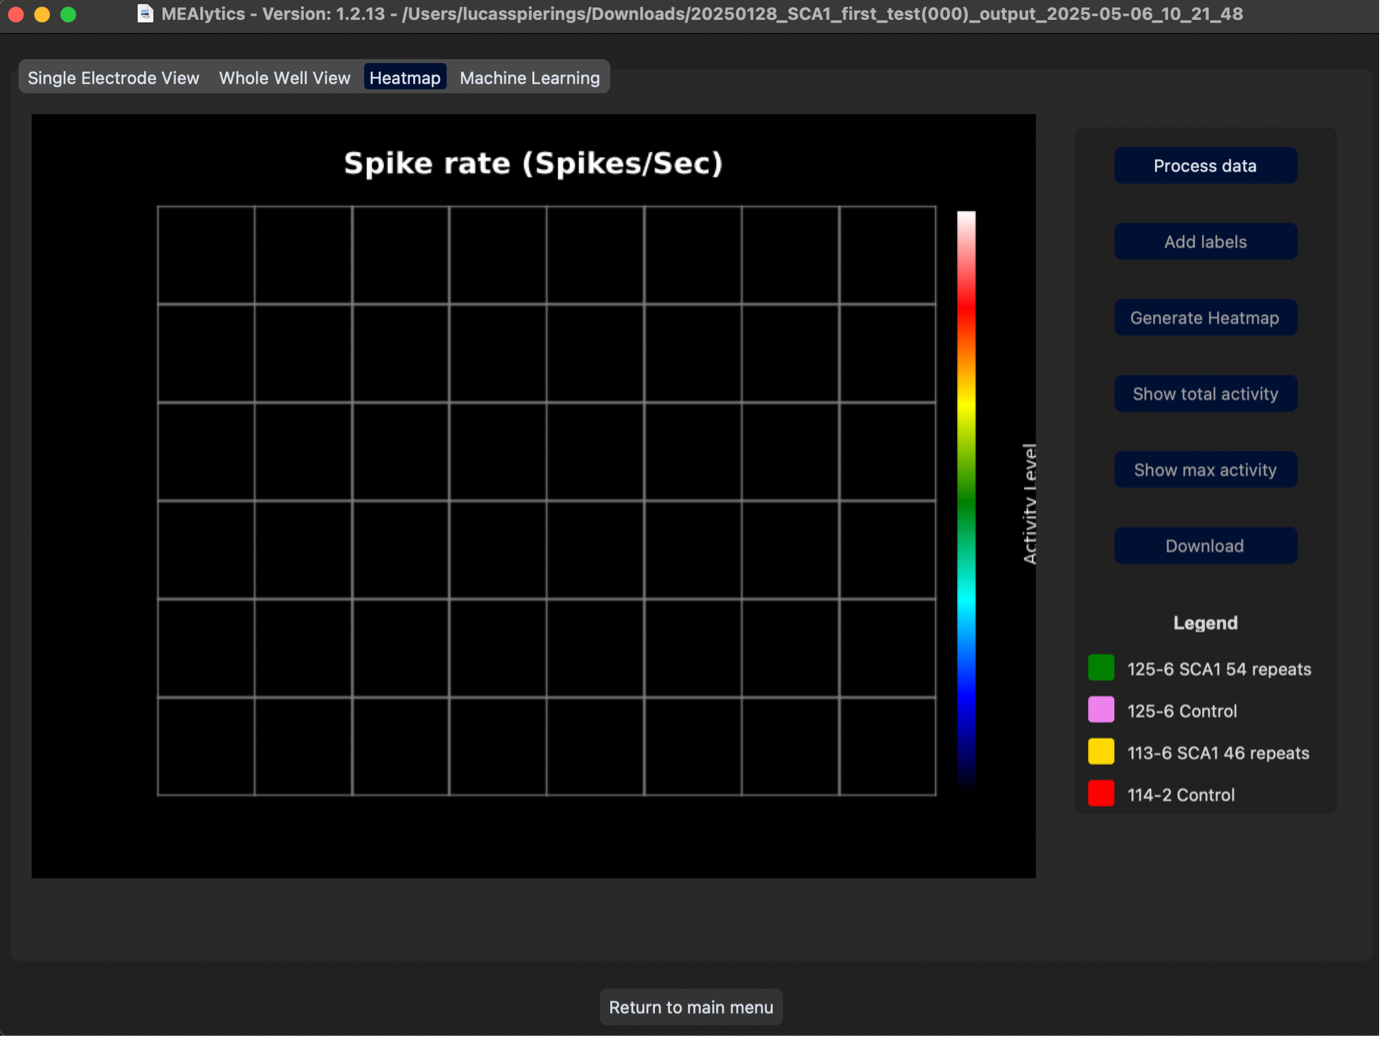 MEAlytics - Version: 1.2.13 - /Users/lucasspierings/Downloads/20250128_SCA1_first_test(000)_output_2025-05-06_10_21_48
Single Electrode View
Whole Well View
Heatmap
Machine Learning
Spike rate (Spikes/Sec)
Activity Level
Process data
Add labels
Generate Heatmap
Show total activity
Show max activity
Download
Legend
125-6 SCA1 54 repeats
125-6 Control
113-6 SCA1 46 repeats
114-2 Control
Return to main menu